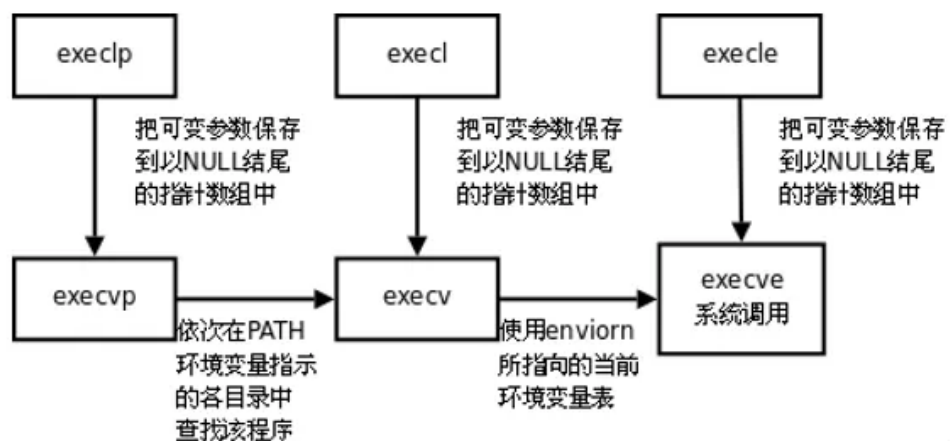 execlp
execl
execle
把可变参数保存
到以NULL结尾
的指针数组中
把可变参数保存
到以NULL结尾
的指针数组中
把可变参数保存
到以NULL结尾
的指针数组中
execvp
execv
execve
系统调用
依次在PATH
环境变量指示
的各目录中
查找该程序
使用enviorn
所指向的当前
环境变量表